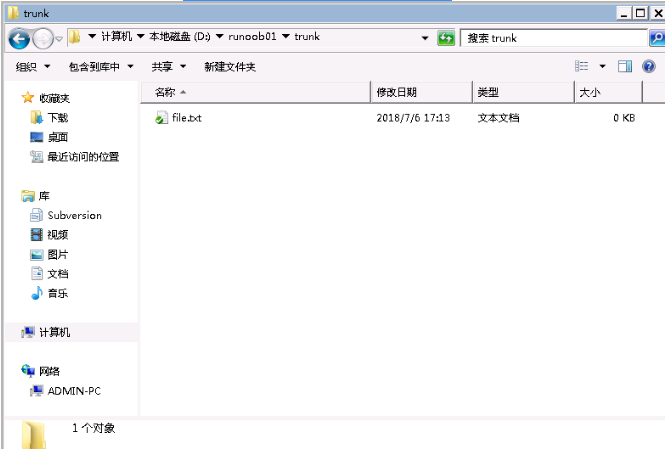 trunk
计算机 本地磁盘 (D:) runoob01 trunk 搜索 trunk
组织 包含到库中 共享 新建文件夹
名称 修改日期 类型 大小
file.txt 2018/7/6 17:13 文本文档 0 KB
收藏夹
下载
桌面
最近访问的位置
库
Subversion
视频
图片
文档
音乐
计算机
网络
ADMIN-PC
1 个对象